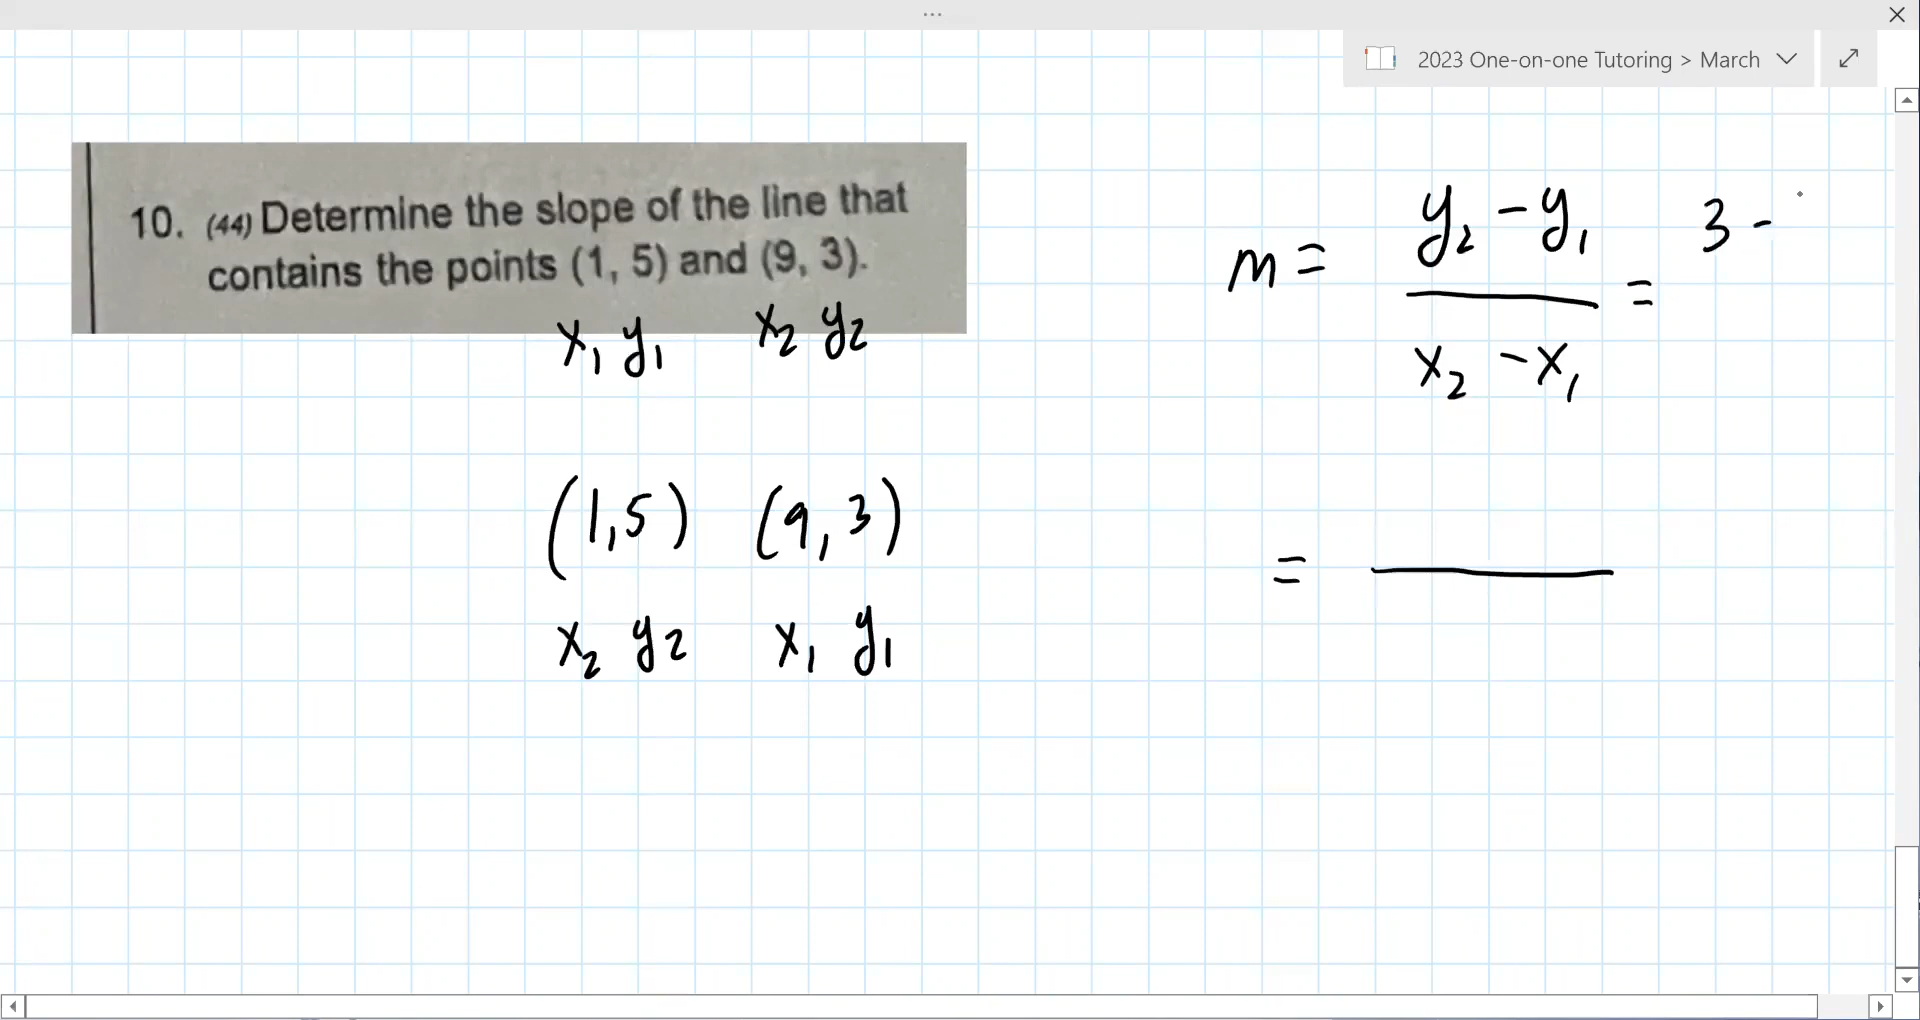 2023 One-on-one Tutoring > March
10. (44) Determine the slope of the line that
contains the points (1, 5) and (9, 3).
x₁ y₁ x₂ y₂
(1,5) (9,3)
x₂ y₂ x₁ y₁
m = y₂ - y₁ / x₂ - x₁ = 3 -
=